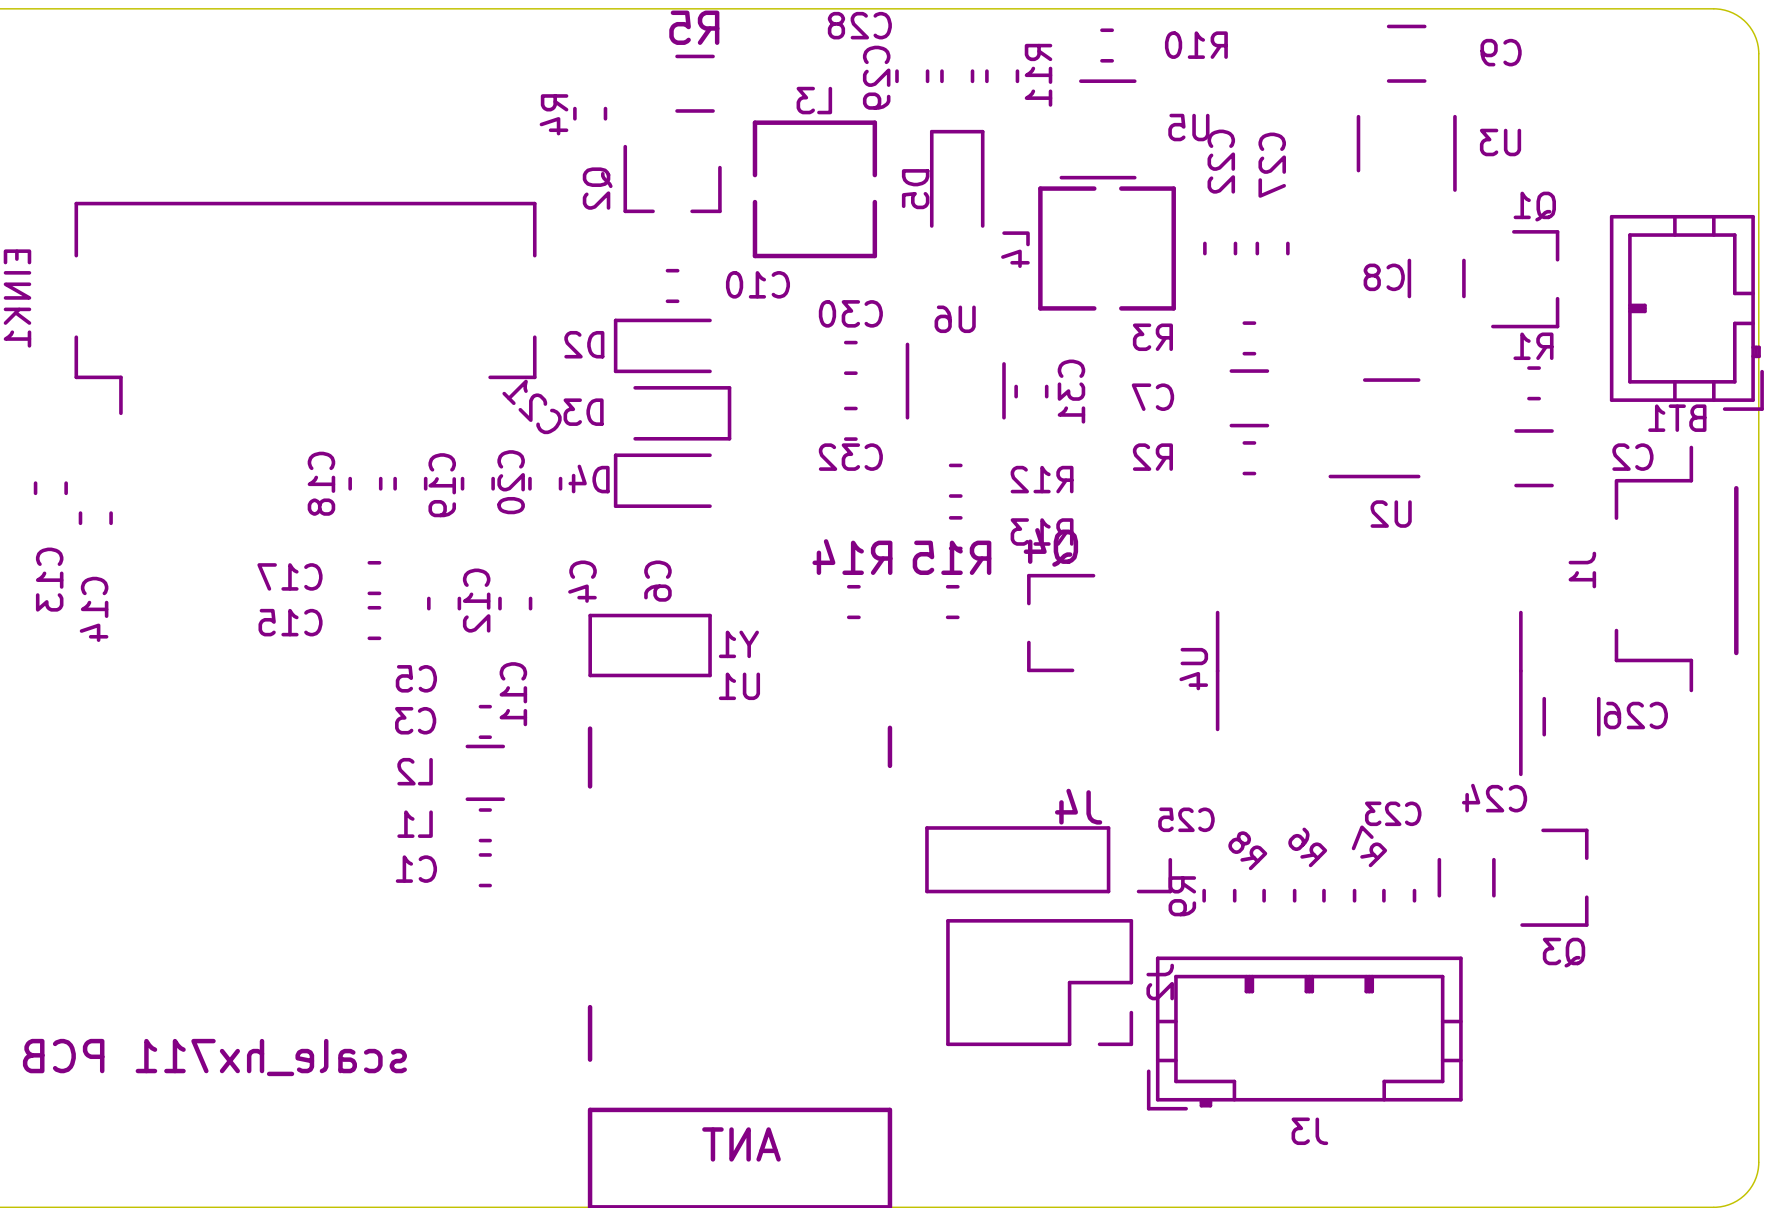 R5
C28
R10
C9
C29
R11
L3
R4
U5
U3
C22
C27
Q2
D5
Q1
L4
EINK1
C8
C10
C30
U6
R3
R1
D2
C31
C7
BT1
C21
D3
C32
R2
C2
C18
C19
C20
D4
R12
U2
R13
Q4
R14
R15
J1
C13
C14
C17
C15
C12
C4
C6
Y1
U1
U4
C5
C11
C3
C26
L2
L1
C1
J4
C25
C23
C24
R8
R6
R7
R9
Q3
J2
scale_hx711 PCB
J3
ANT